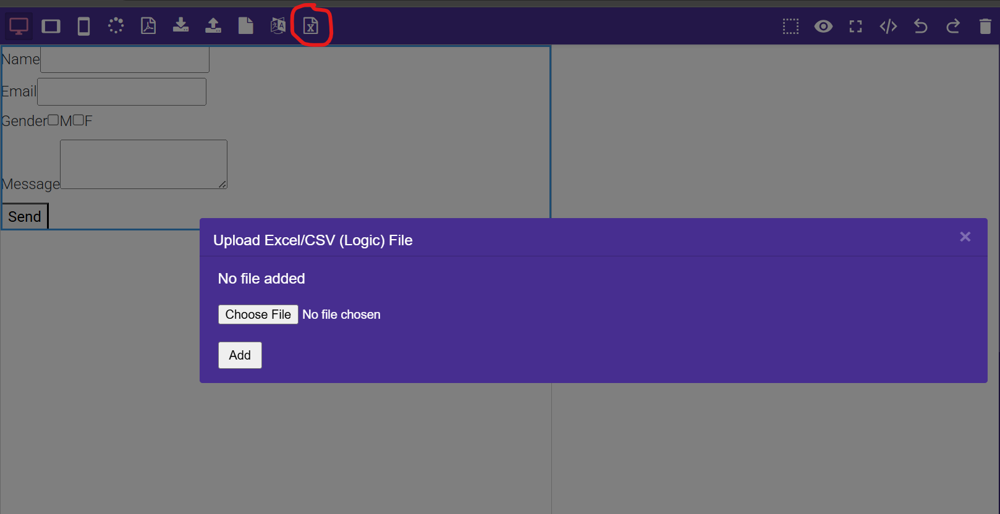 Name
Email
Gender M F
Message
Send
Upload Excel/CSV (Logic) File ×
No file added
Choose File No file chosen
Add